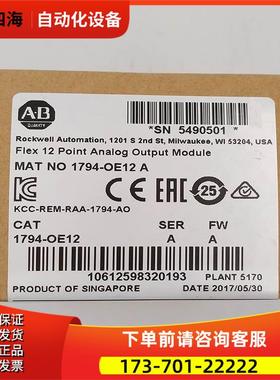 四海 | 自动化设备
A-B
QUALITY
*SN 5490501 *
Rockwell Automation, 1201 S 2nd St, Milwaukee, WI 53204, USA
Flex 12 Point Analog Output Module
MAT NO 1794-OE12 A
25
KCC-REM-RAA-1794-AO
CAT SER FW
1794-OE12 A A
10612598320193
PLANT 5170
PRODUCT OF SINGAPORE
DATE 2017/05/30
下单前请咨询客服
173-701-22222